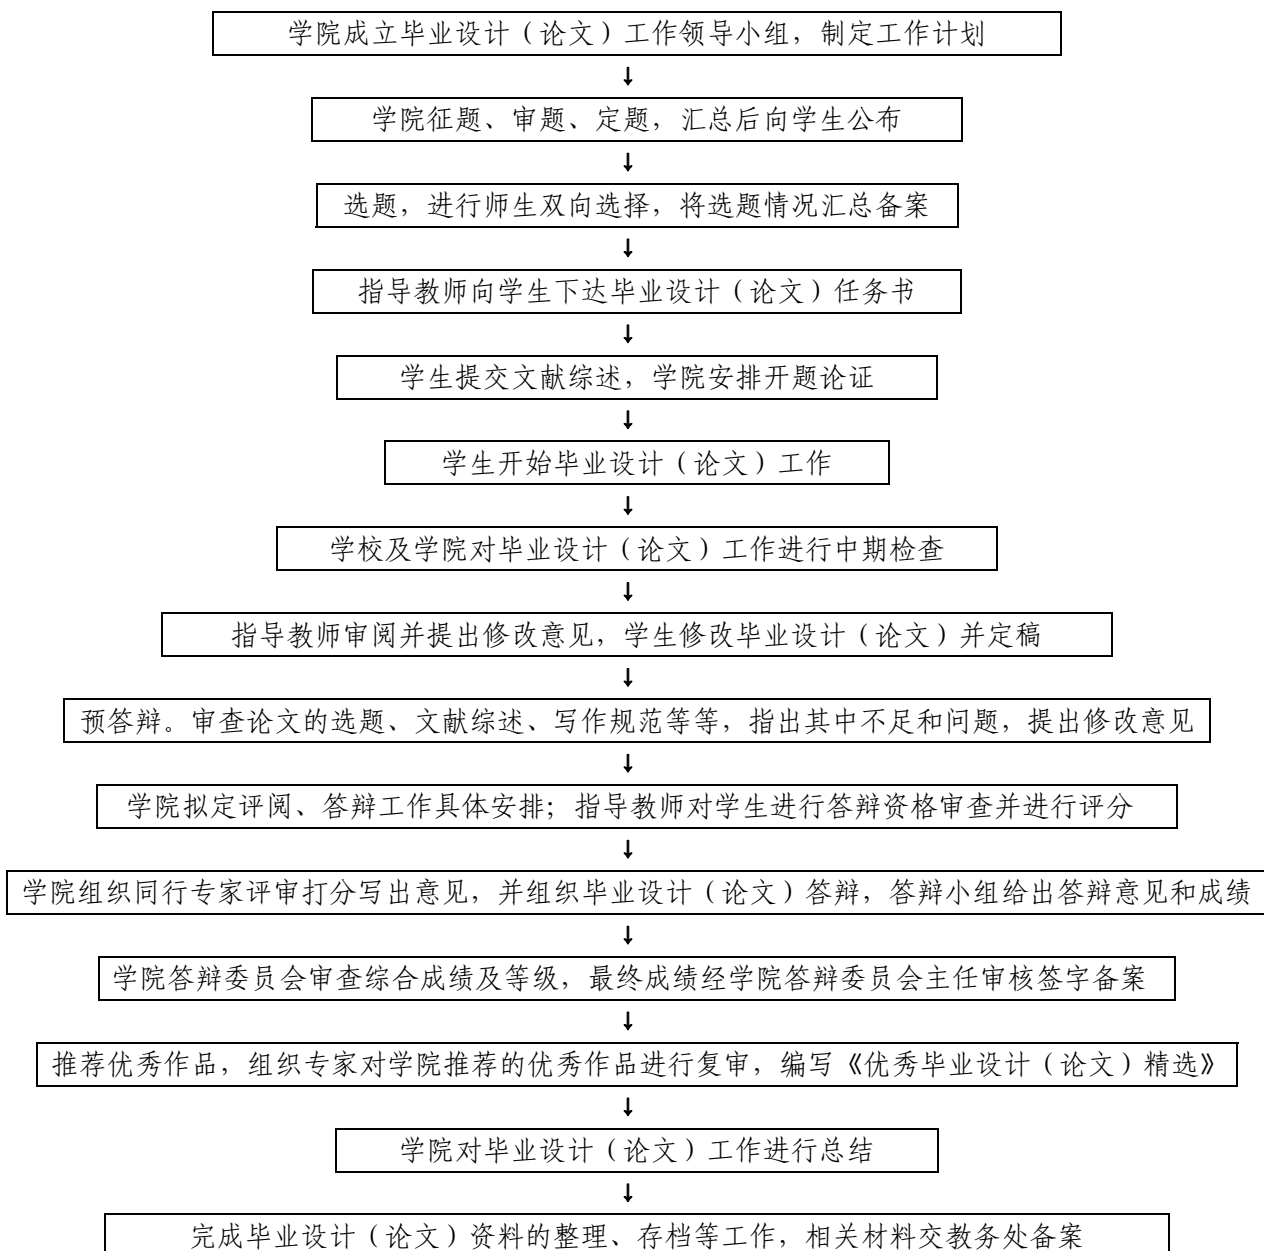 学院成立毕业设计（论文）工作领导小组，制定工作计划
↓
学院征题、审题、定题，汇总后向学生公布
↓
选题，进行师生双向选择，将选题情况汇总备案
↓
指导教师向学生下达毕业设计（论文）任务书
↓
学生提交文献综述，学院安排开题论证
↓
学生开始毕业设计（论文）工作
↓
学校及学院对毕业设计（论文）工作进行中期检查
↓
指导教师审阅并提出修改意见，学生修改毕业设计（论文）并定稿
↓
预答辩。审查论文的选题、文献综述、写作规范等等，指出其中不足和问题，提出修改意见
↓
学院拟定评阅、答辩工作具体安排；指导教师对学生进行答辩资格审查并进行评分
↓
学院组织同行专家评审打分写出意见，并组织毕业设计（论文）答辩，答辩小组给出答辩意见和成绩
↓
学院答辩委员会审查综合成绩及等级，最终成绩经学院答辩委员会主任审核签字备案
↓
推荐优秀作品，组织专家对学院推荐的优秀作品进行复审，编写《优秀毕业设计（论文）精选》
↓
学院对毕业设计（论文）工作进行总结
↓
完成毕业设计（论文）资料的整理、存档等工作，相关材料交教务处备案